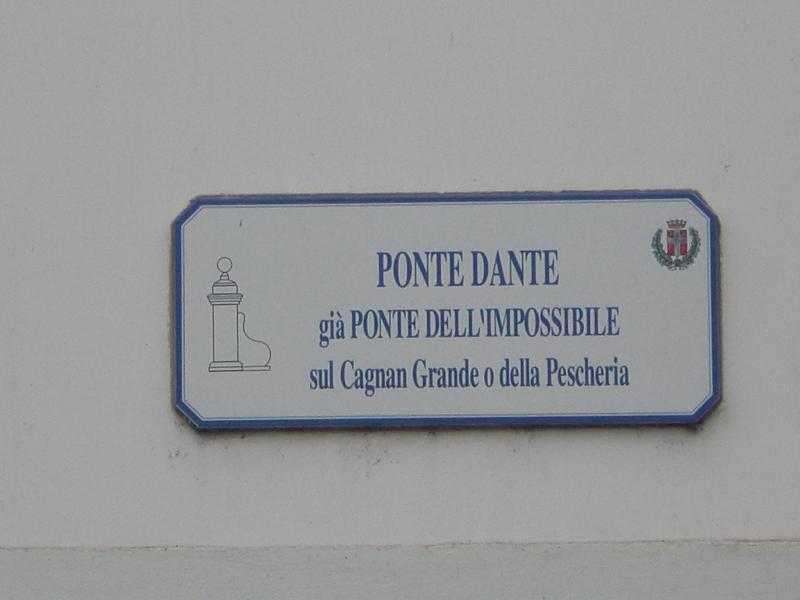 PONTE DANTE
già PONTE DELL'IMPOSSIBILE
sul Cagnan Grande o della Pescheria